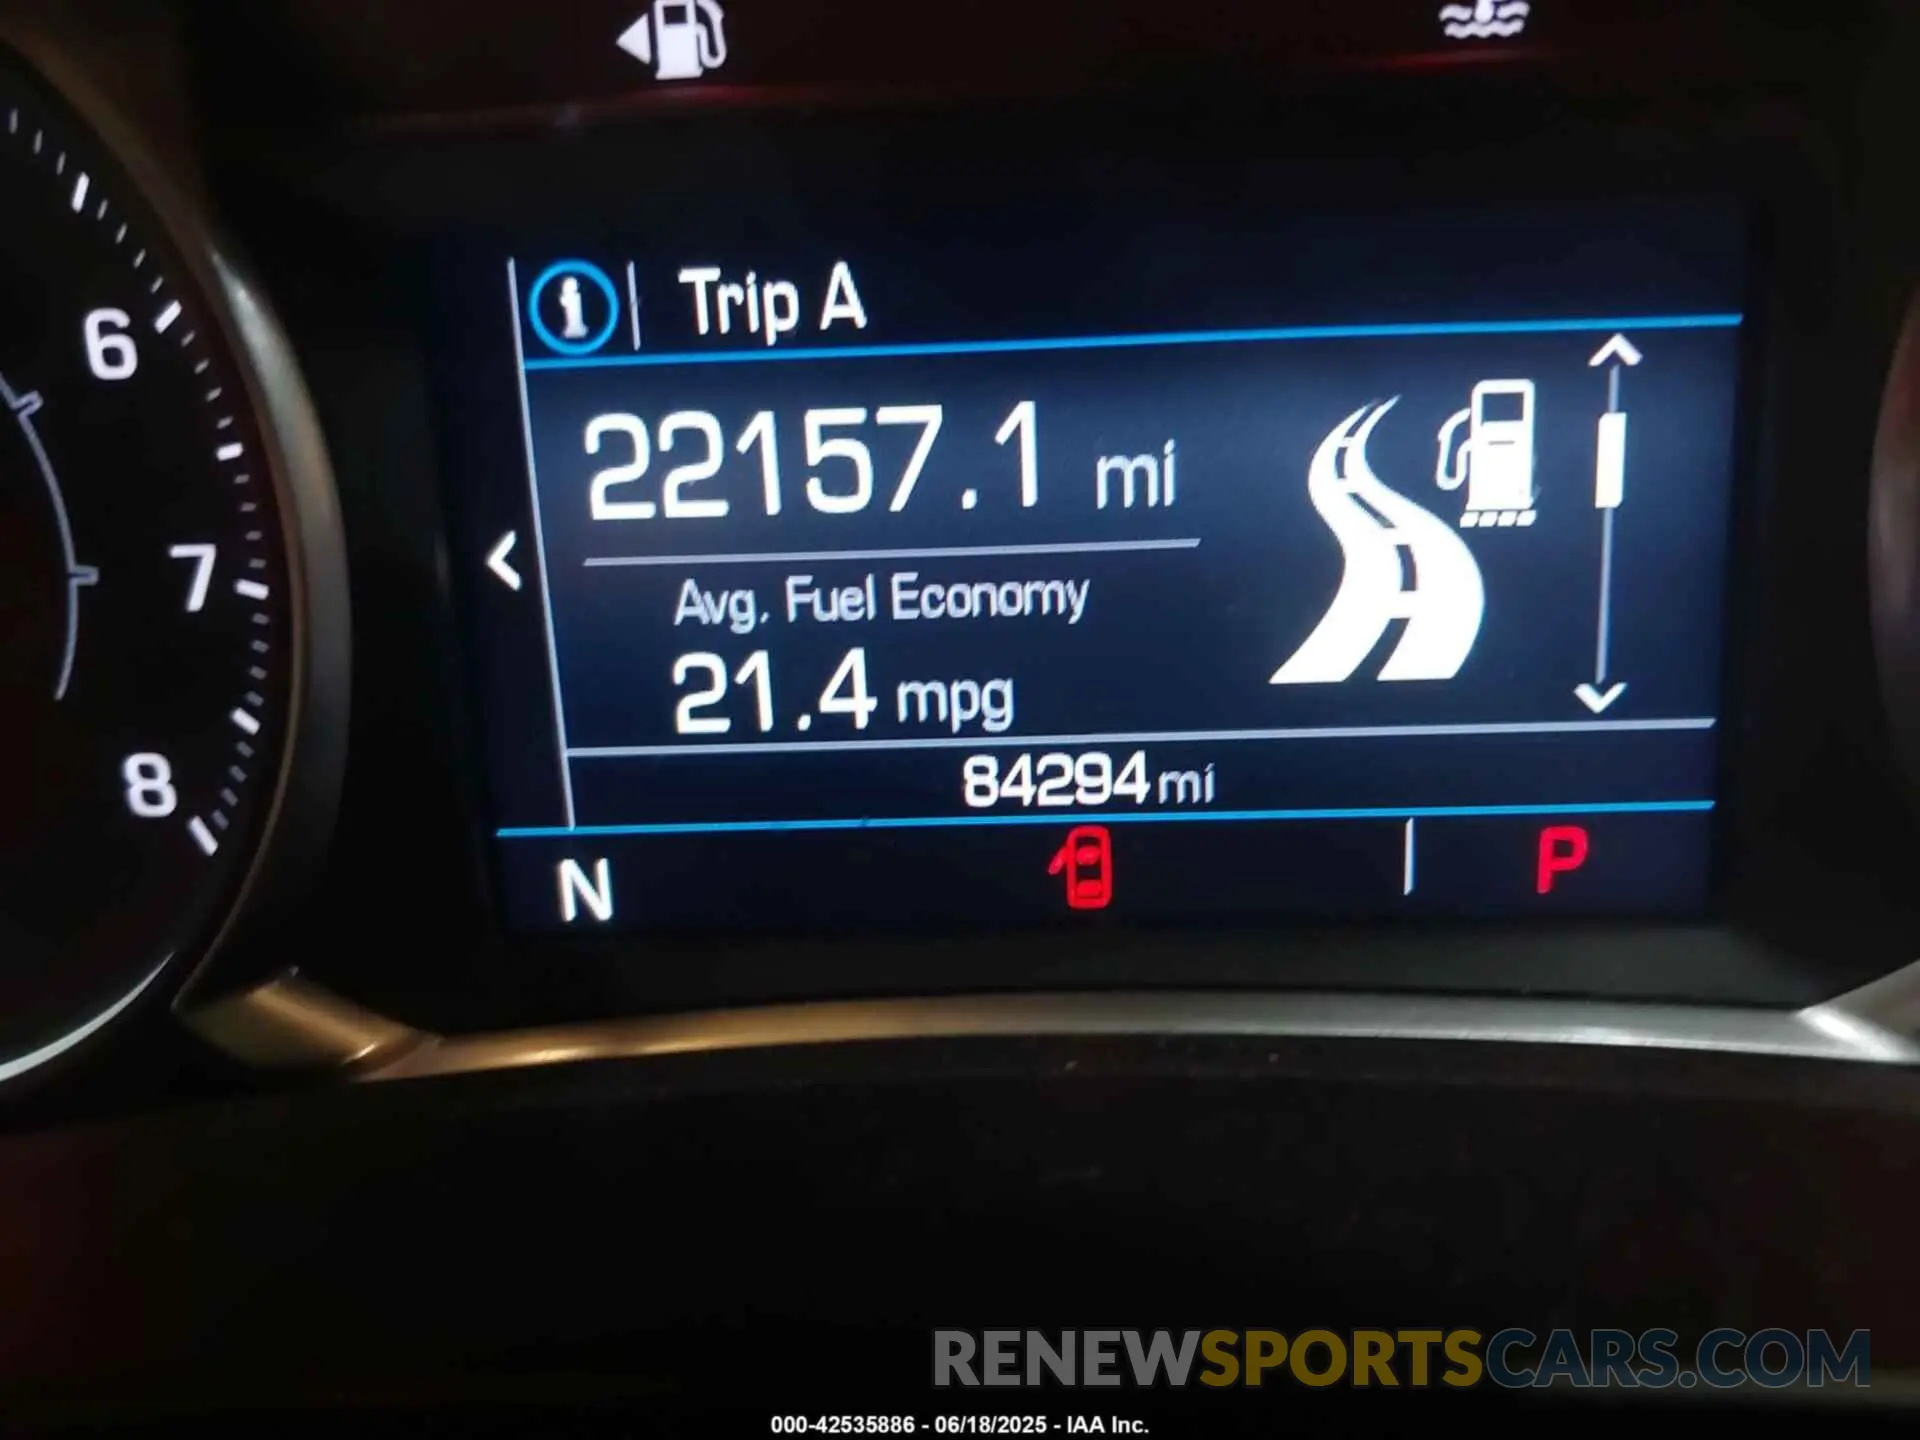 Trip A
6
22157.1 mi
7
Avg. Fuel Economy
21.4 mpg
8
84294 mi
N
P
RENEWSPORTSCARS.COM
000-42535886 - 06/18/2025 - IAA Inc.